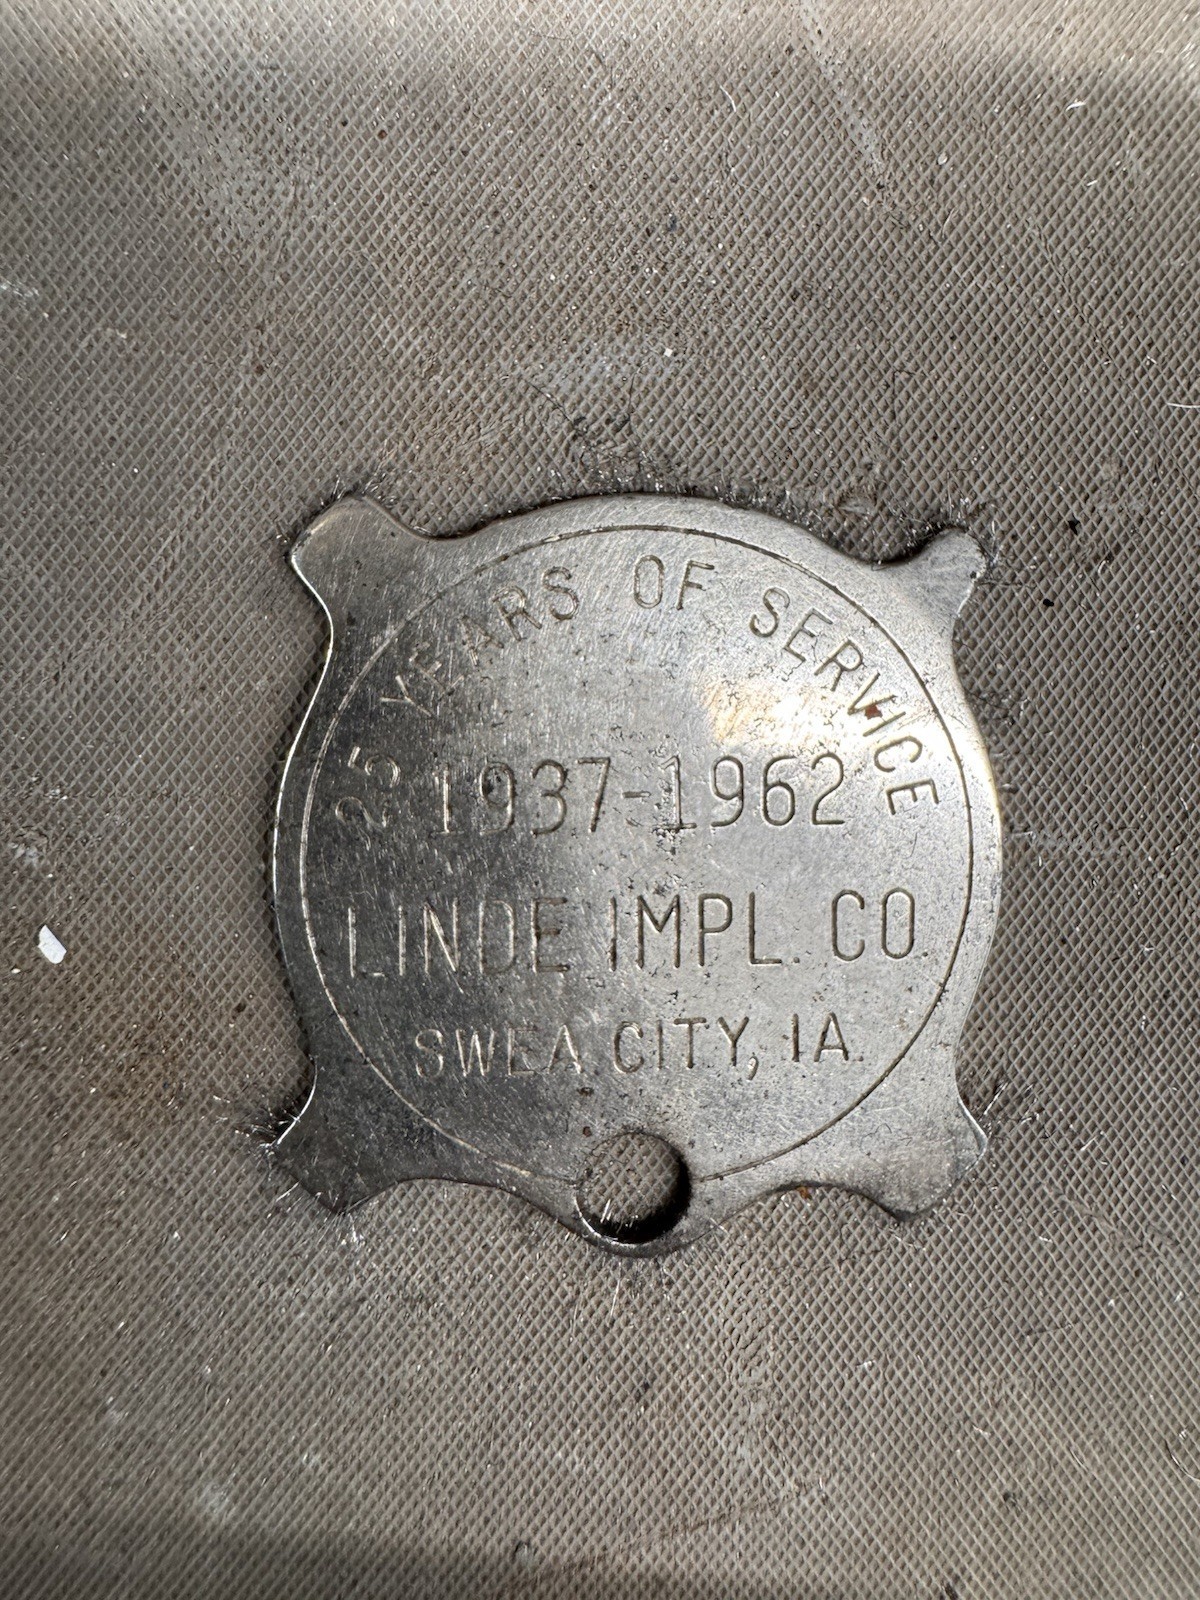 25 YEARS OF SERVICE
1937-1962
LINDE IMPL. CO.
SWEA CITY, IA.